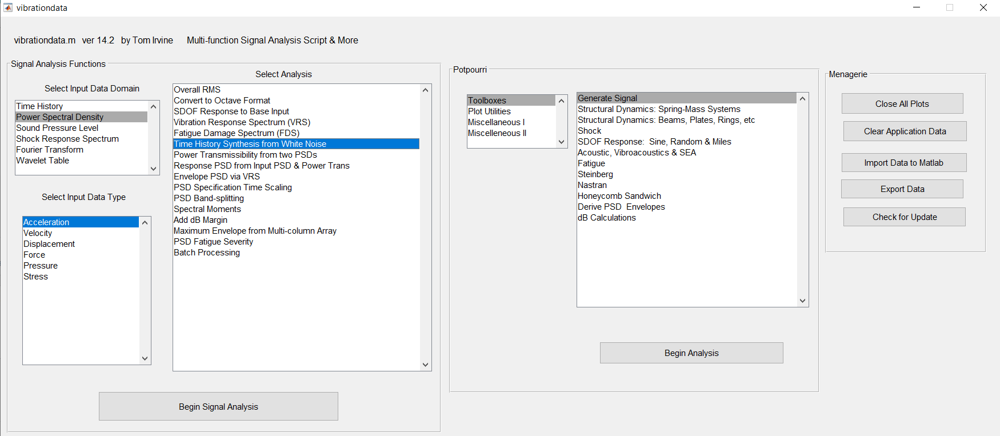 vibrationdata
vibrationdata.m   ver 14.2   by Tom Irvine      Multi-function Signal Analysis Script & More
Signal Analysis Functions
Select Input Data Domain
Time History
Power Spectral Density
Sound Pressure Level
Shock Response Spectrum
Fourier Transform
Wavelet Table
Select Input Data Type
Acceleration
Velocity
Displacement
Force
Pressure
Stress
Select Analysis
Overall RMS
Convert to Octave Format
SDOF Response to Base Input
Vibration Response Spectrum (VRS)
Fatigue Damage Spectrum (FDS)
Time History Synthesis from White Noise
Power Transmissibility from two PSDs
Response PSD from Input PSD & Power Trans
Envelope PSD via VRS
PSD Specification Time Scaling
PSD Band-splitting
Spectral Moments
Add dB Margin
Maximum Envelope from Multi-column Array
PSD Fatigue Severity
Batch Processing
Begin Signal Analysis
Potpourri
Toolboxes
Plot Utilities
Miscellaneous I
Miscelleneous II
Generate Signal
Structural Dynamics: Spring-Mass Systems
Structural Dynamics: Beams, Plates, Rings, etc
Shock
SDOF Response:  Sine, Random & Miles
Acoustic, Vibroacoustics & SEA
Fatigue
Steinberg
Nastran
Honeycomb Sandwich
Derive PSD  Envelopes
dB Calculations
Begin Analysis
Menagerie
Close All Plots
Clear Application Data
Import Data to Matlab
Export Data
Check for Update